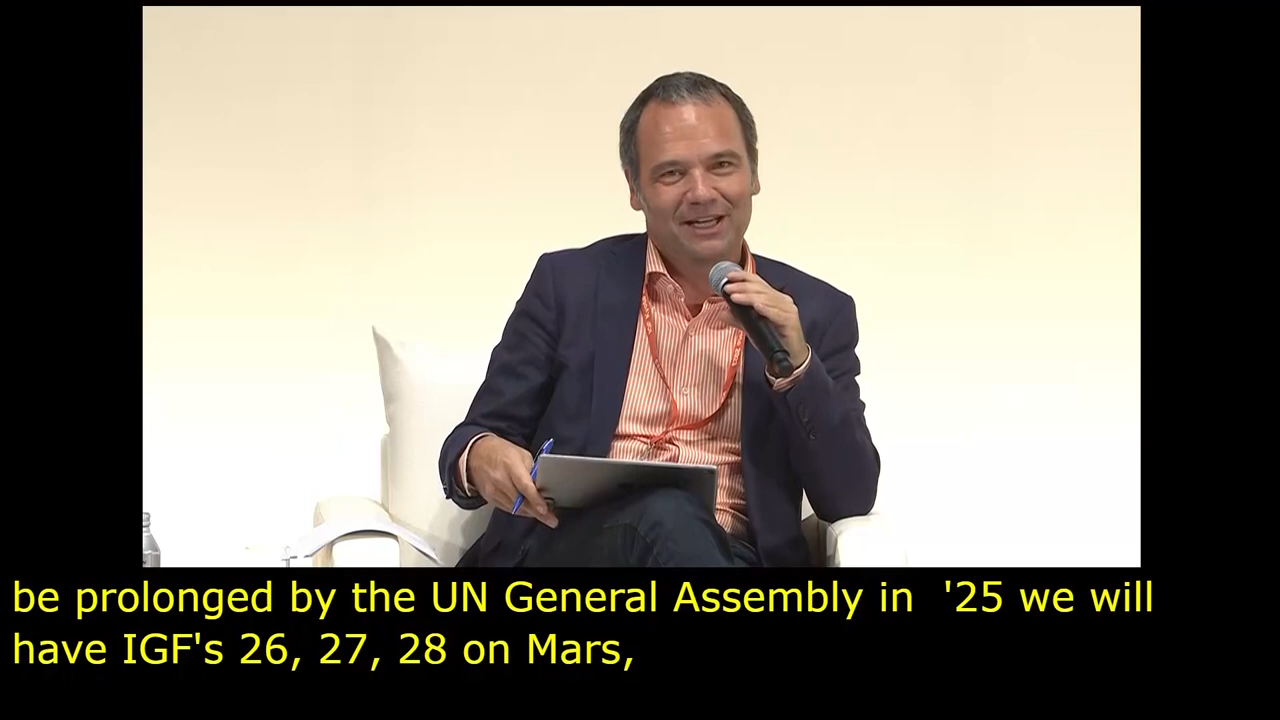 be prolonged by the UN General Assembly in  '25 we will
have IGF's 26, 27, 28 on Mars,